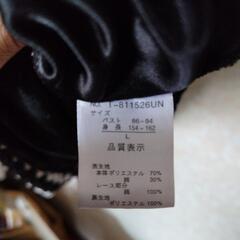 No. T-811526UN
サイズ
バスト 86-94
身長 154-162
L
品質表示
表生地
本体 ポリエステル 70%
綿 30%
レース部分
綿 100%
裏生地
ポリエステル 100%